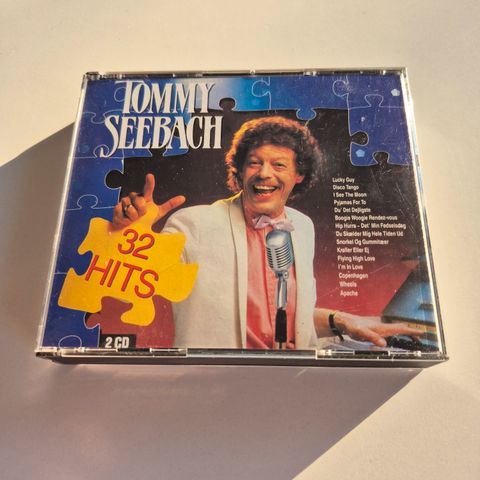 TOMMY
SEEBACH
32
HITS
2 CD
Lucky Guy
Disco Tango
I See The Moon
Pyjamas For To
Du' Det Dejligste
Boogie Woogie Rendez-vous
Hip Hurra – Det' Min Fødselsdag
Du Skælder Mig Hele Tiden Ud
Snorkel Og Gummitæer
Krøller Eller Ej
Flying High Love
I'm In Love
Copenhagen
Wheels
Apache